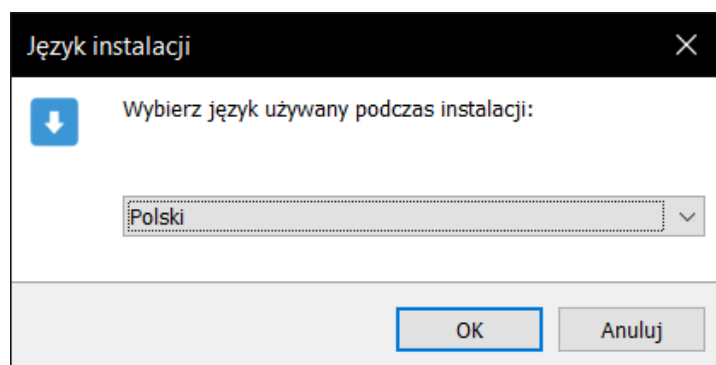 Język instalacji
Wybierz język używany podczas instalacji:
Polski
OK Anuluj